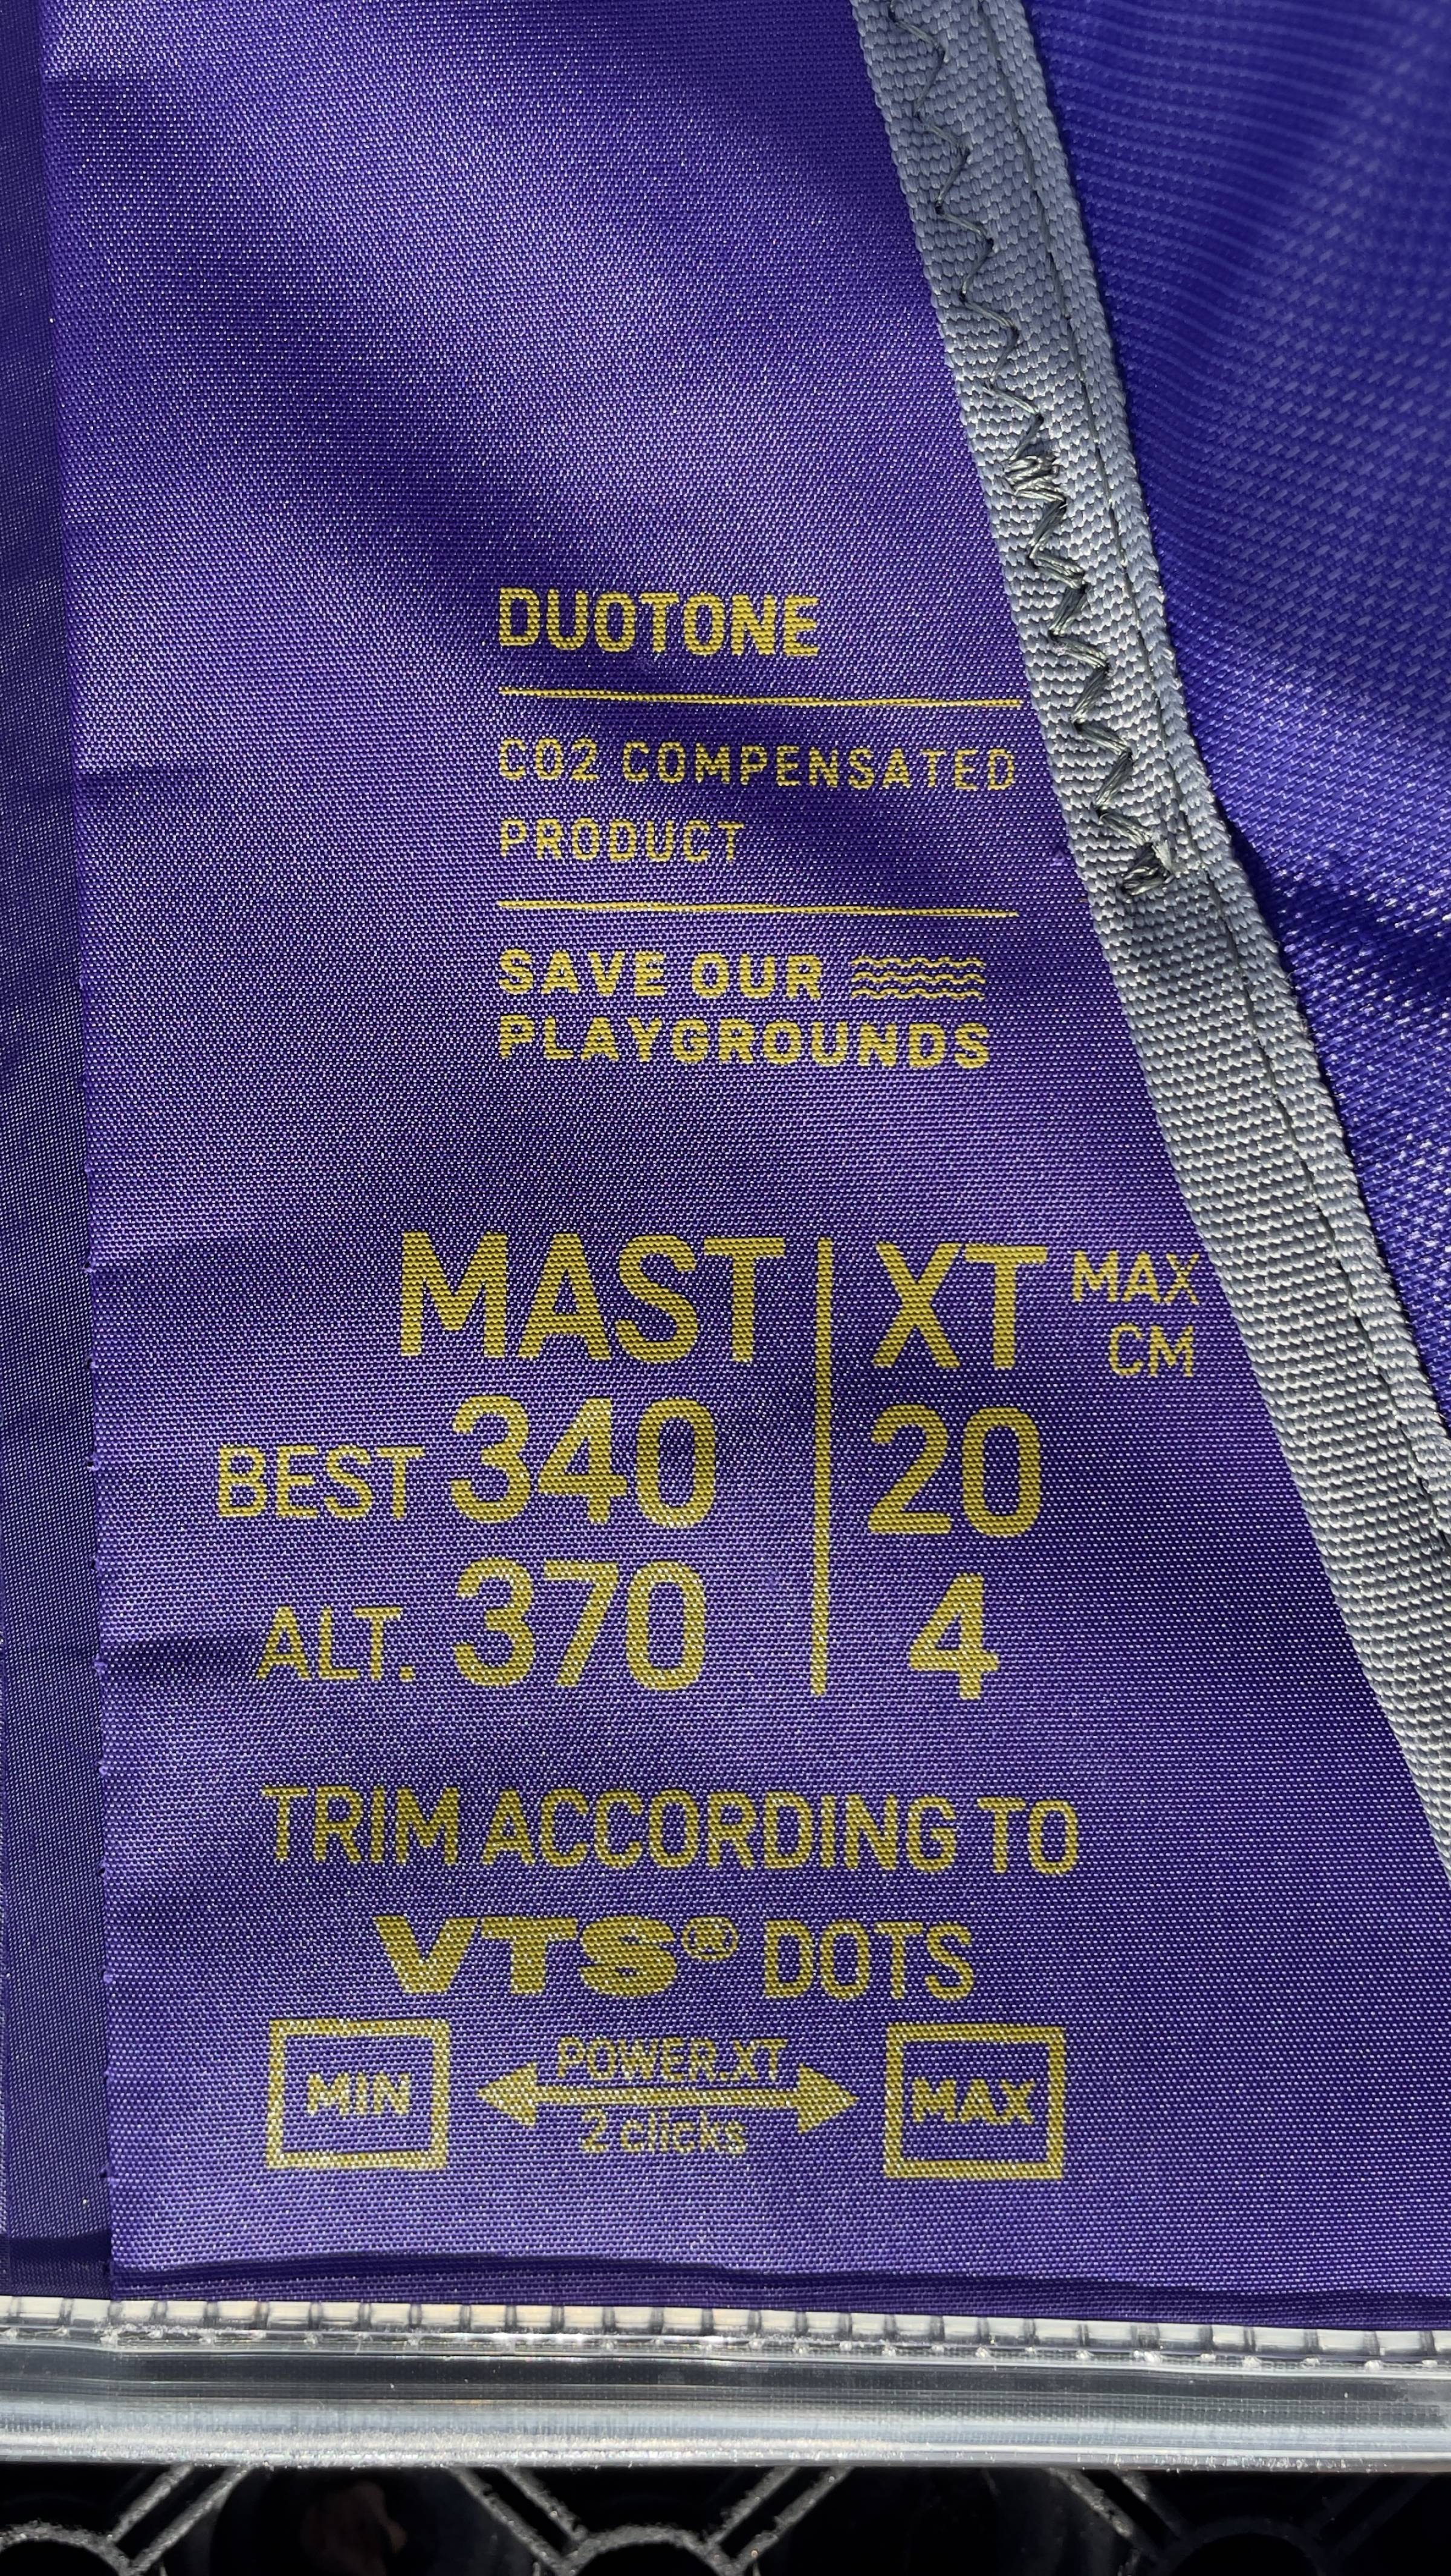 DUOTONE
CO2 COMPENSATED
PRODUCT
SAVE OUR
PLAYGROUNDS
MAST XT MAX CM
BEST 340 20
ALT. 370 4
TRIM ACCORDING TO
VTS® DOTS
MIN POWER.XT MAX
2 clicks